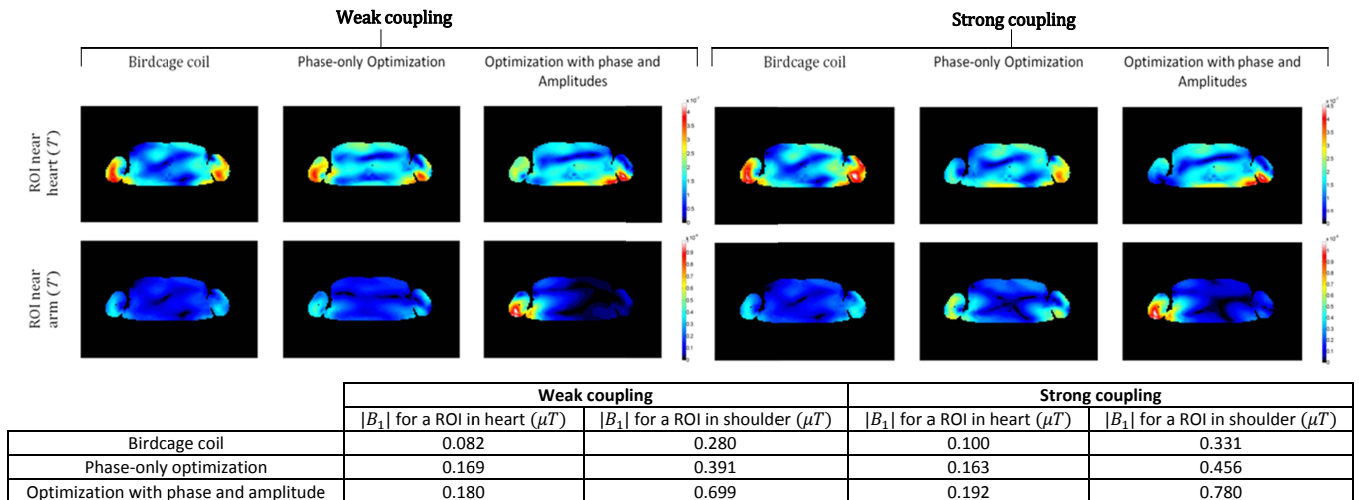 Weak coupling
Strong coupling
Birdcage coil
Phase-only Optimization
Optimization with phase and
Amplitudes
Birdcage coil
Phase-only Optimization
Optimization with phase and
Amplitudes
ROI near
heart (T)
ROI near
arm (T)
Weak coupling Strong coupling
|B₁| for a ROI in heart (μT) |B₁| for a ROI in shoulder (μT) |B₁| for a ROI in heart (μT) |B₁| for a ROI in shoulder (μT)
Birdcage coil 0.082 0.280 0.100 0.331
Phase-only optimization 0.169 0.391 0.163 0.456
Optimization with phase and amplitude 0.180 0.699 0.192 0.780